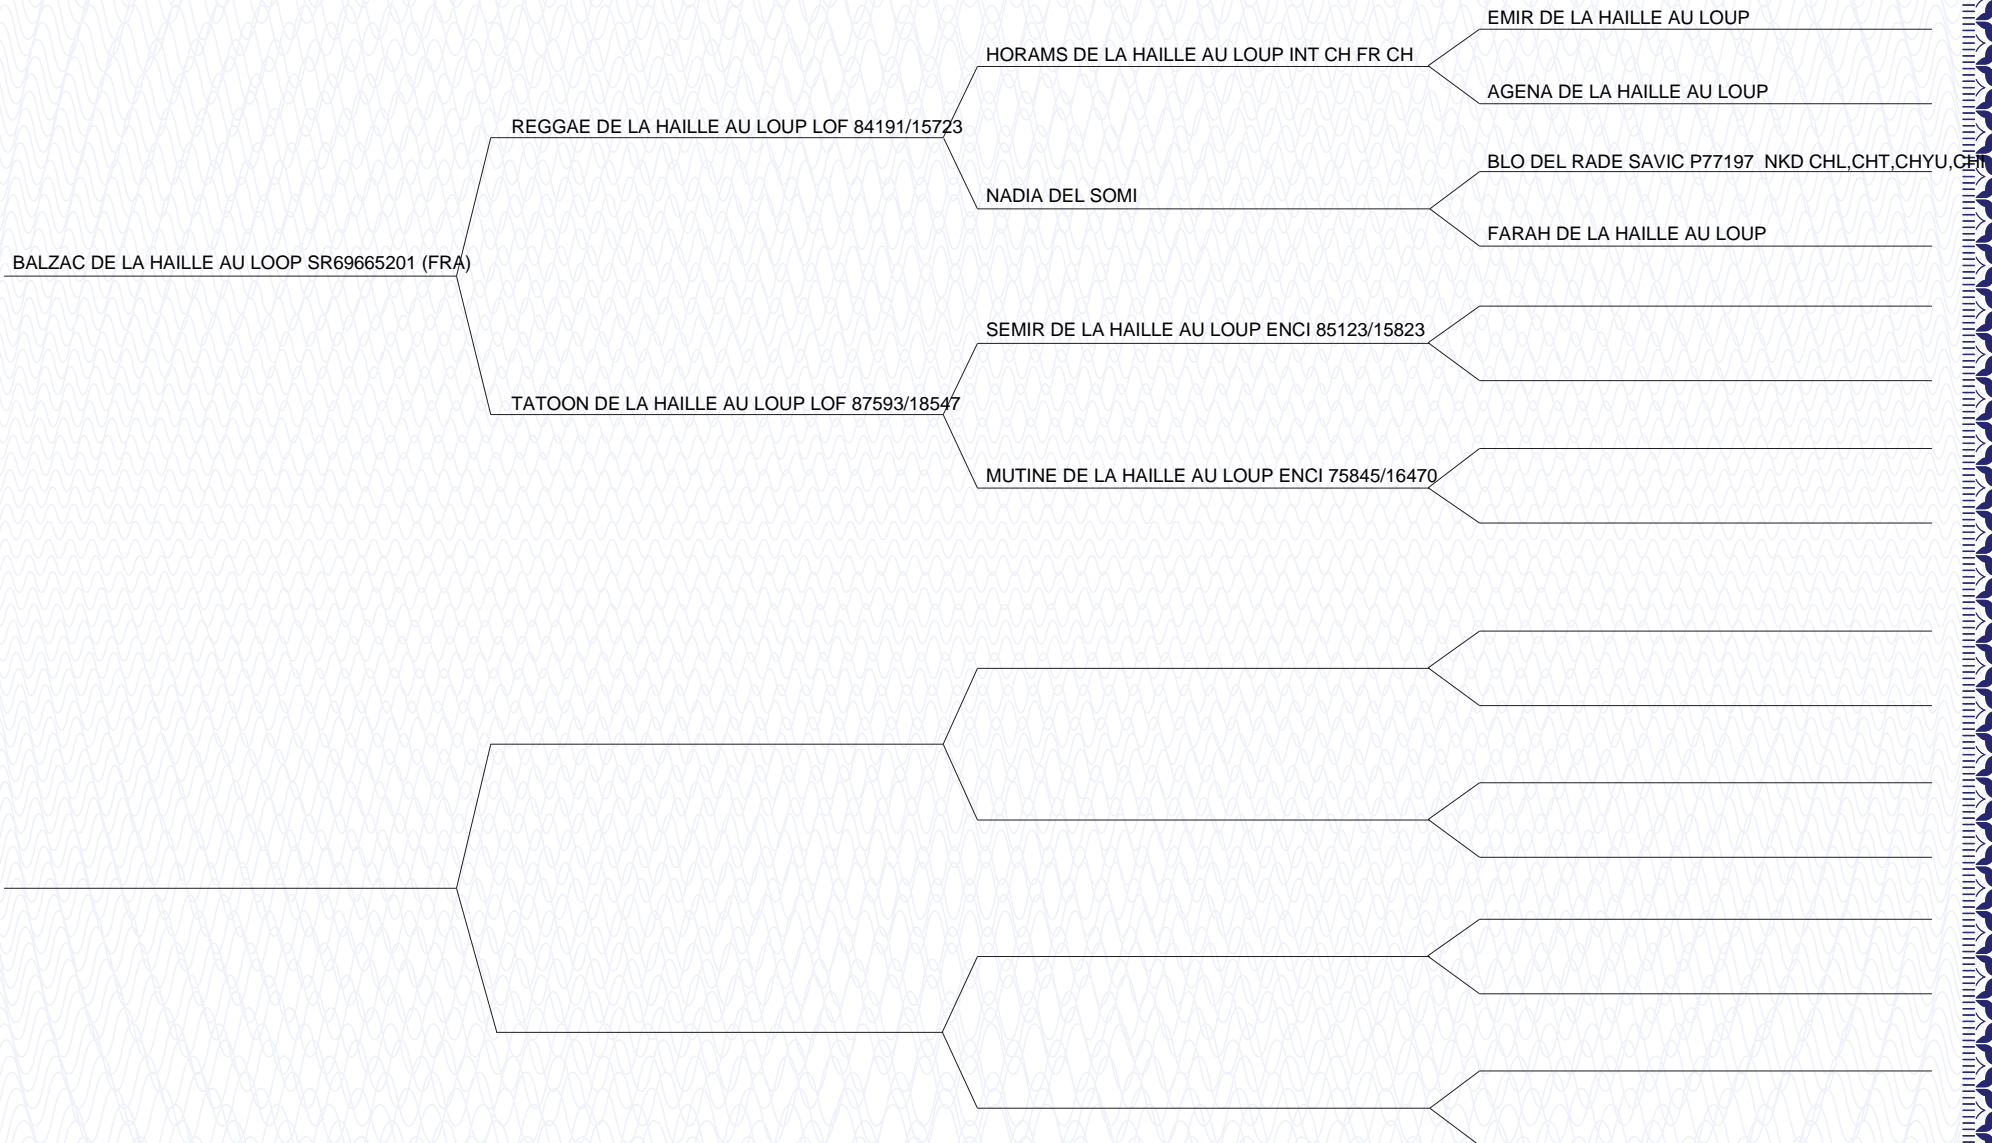 EMIR DE LA HAILLE AU LOUP
HORAMS DE LA HAILLE AU LOUP INT CH FR CH
AGENA DE LA HAILLE AU LOUP
REGGAE DE LA HAILLE AU LOUP LOF 84191/15723
BLO DEL RADE SAVIC P77197 NKD CHL,CHT,CHYU,
NADIA DEL SOMI
FARAH DE LA HAILLE AU LOUP
BALZAC DE LA HAILLE AU LOOP SR69665201 (FRA)
SEMIR DE LA HAILLE AU LOUP ENCI 85123/15823
TATOON DE LA HAILLE AU LOUP LOF 87593/18547
MUTINE DE LA HAILLE AU LOUP ENCI 75845/16470